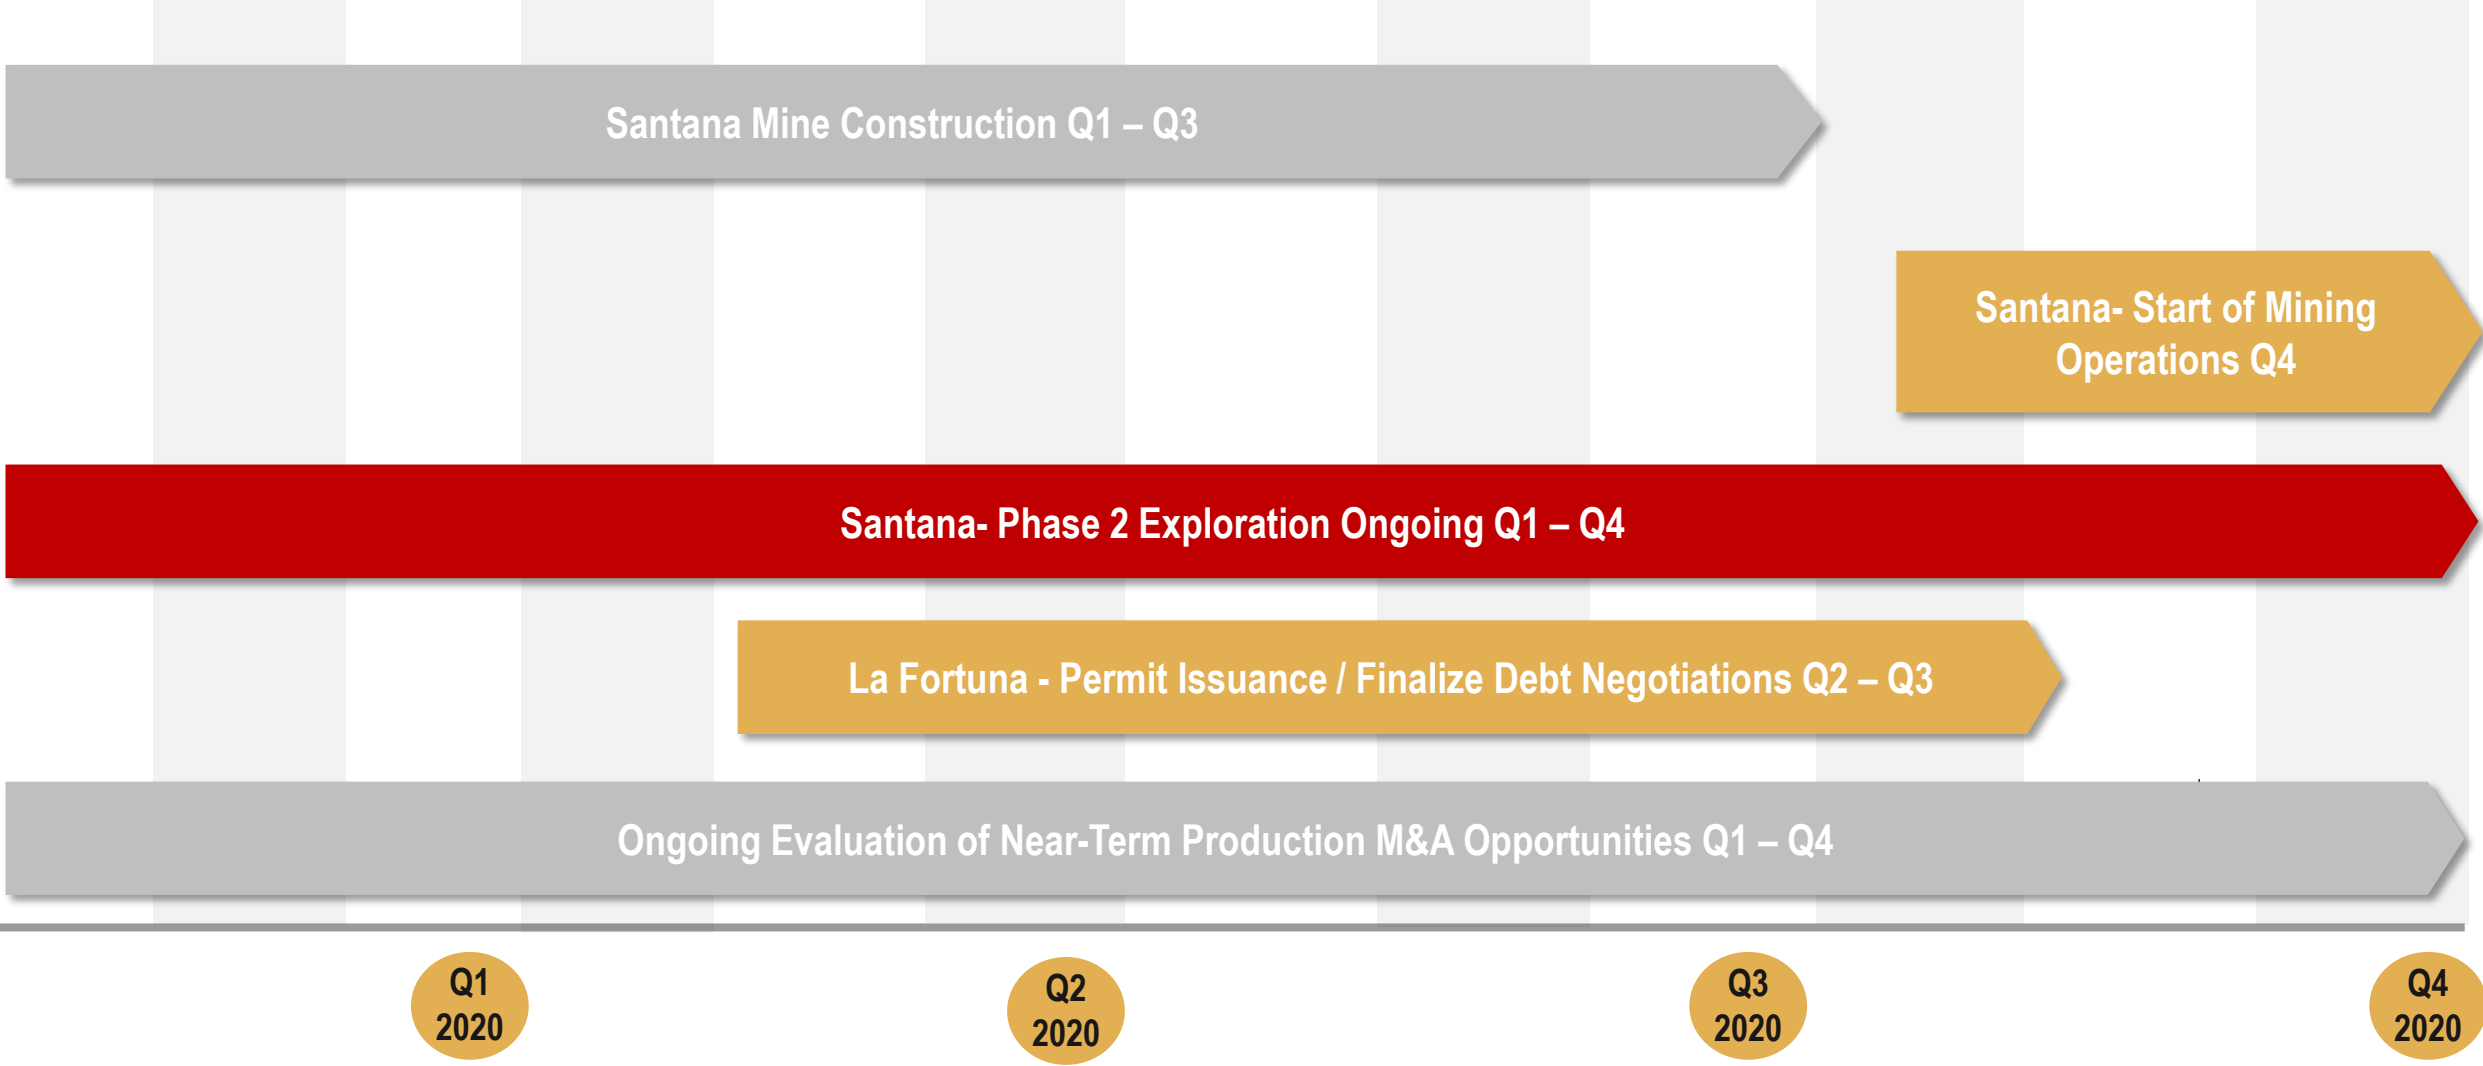 Santana Mine Construction Q1 – Q3
Santana- Start of Mining
Operations Q4
Santana- Phase 2 Exploration Ongoing Q1 – Q4
La Fortuna - Permit Issuance / Finalize Debt Negotiations Q2 – Q3
Ongoing Evaluation of Near-Term Production M&A Opportunities Q1 – Q4
Q1
2020
Q2
2020
Q3
2020
Q4
2020